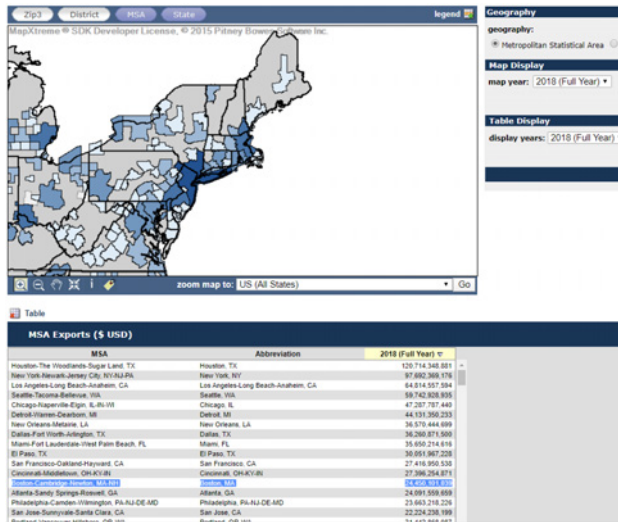 Zip3 District MSA State legend
MapXtreme ® SDK Developer License, © 2015 Pitney Bowes Software Inc.
zoom map to: US (All States) Go
Geography
geography:
Metropolitan Statistical Area
Map Display
map year: 2018 (Full Year)
Table Display
display years: 2018 (Full Year)
Table
MSA Exports ($ USD)
MSA Abbreviation 2018 (Full Year)
Houston-The Woodlands-Sugar Land, TX Houston, TX 120,714,348,881
New York-Newark-Jersey City, NY-NJ-PA New York, NY 97,692,369,176
Los Angeles-Long Beach-Anaheim, CA Los Angeles-Long Beach-Anaheim, CA 64,814,557,594
Seattle-Tacoma-Bellevue, WA Seattle, WA 59,742,928,935
Chicago-Naperville-Elgin, IL-IN-WI Chicago, IL 47,287,787,440
Detroit-Warren-Dearborn, MI Detroit, MI 44,131,350,233
New Orleans-Metairie, LA New Orleans, LA 36,570,444,699
Dallas-Fort Worth-Arlington, TX Dallas, TX 36,260,871,500
Miami-Fort Lauderdale-West Palm Beach, FL Miami, FL 35,650,214,616
El Paso, TX El Paso, TX 30,051,967,228
San Francisco-Oakland-Hayward, CA San Francisco, CA 27,416,950,538
Cincinnati-Middletown, OH-KY-IN Cincinnati, OH-KY-IN 27,396,254,871
Boston-Cambridge-Newton, MA-NH Boston, MA 24,458,101,839
Atlanta-Sandy Springs-Roswell, GA Atlanta, GA 24,091,559,659
Philadelphia-Camden-Wilmington, PA-NJ-DE-MD Philadelphia, PA-NJ-DE-MD 23,663,218,226
San Jose-Sunnyvale-Santa Clara, CA San Jose, CA 22,224,238,199